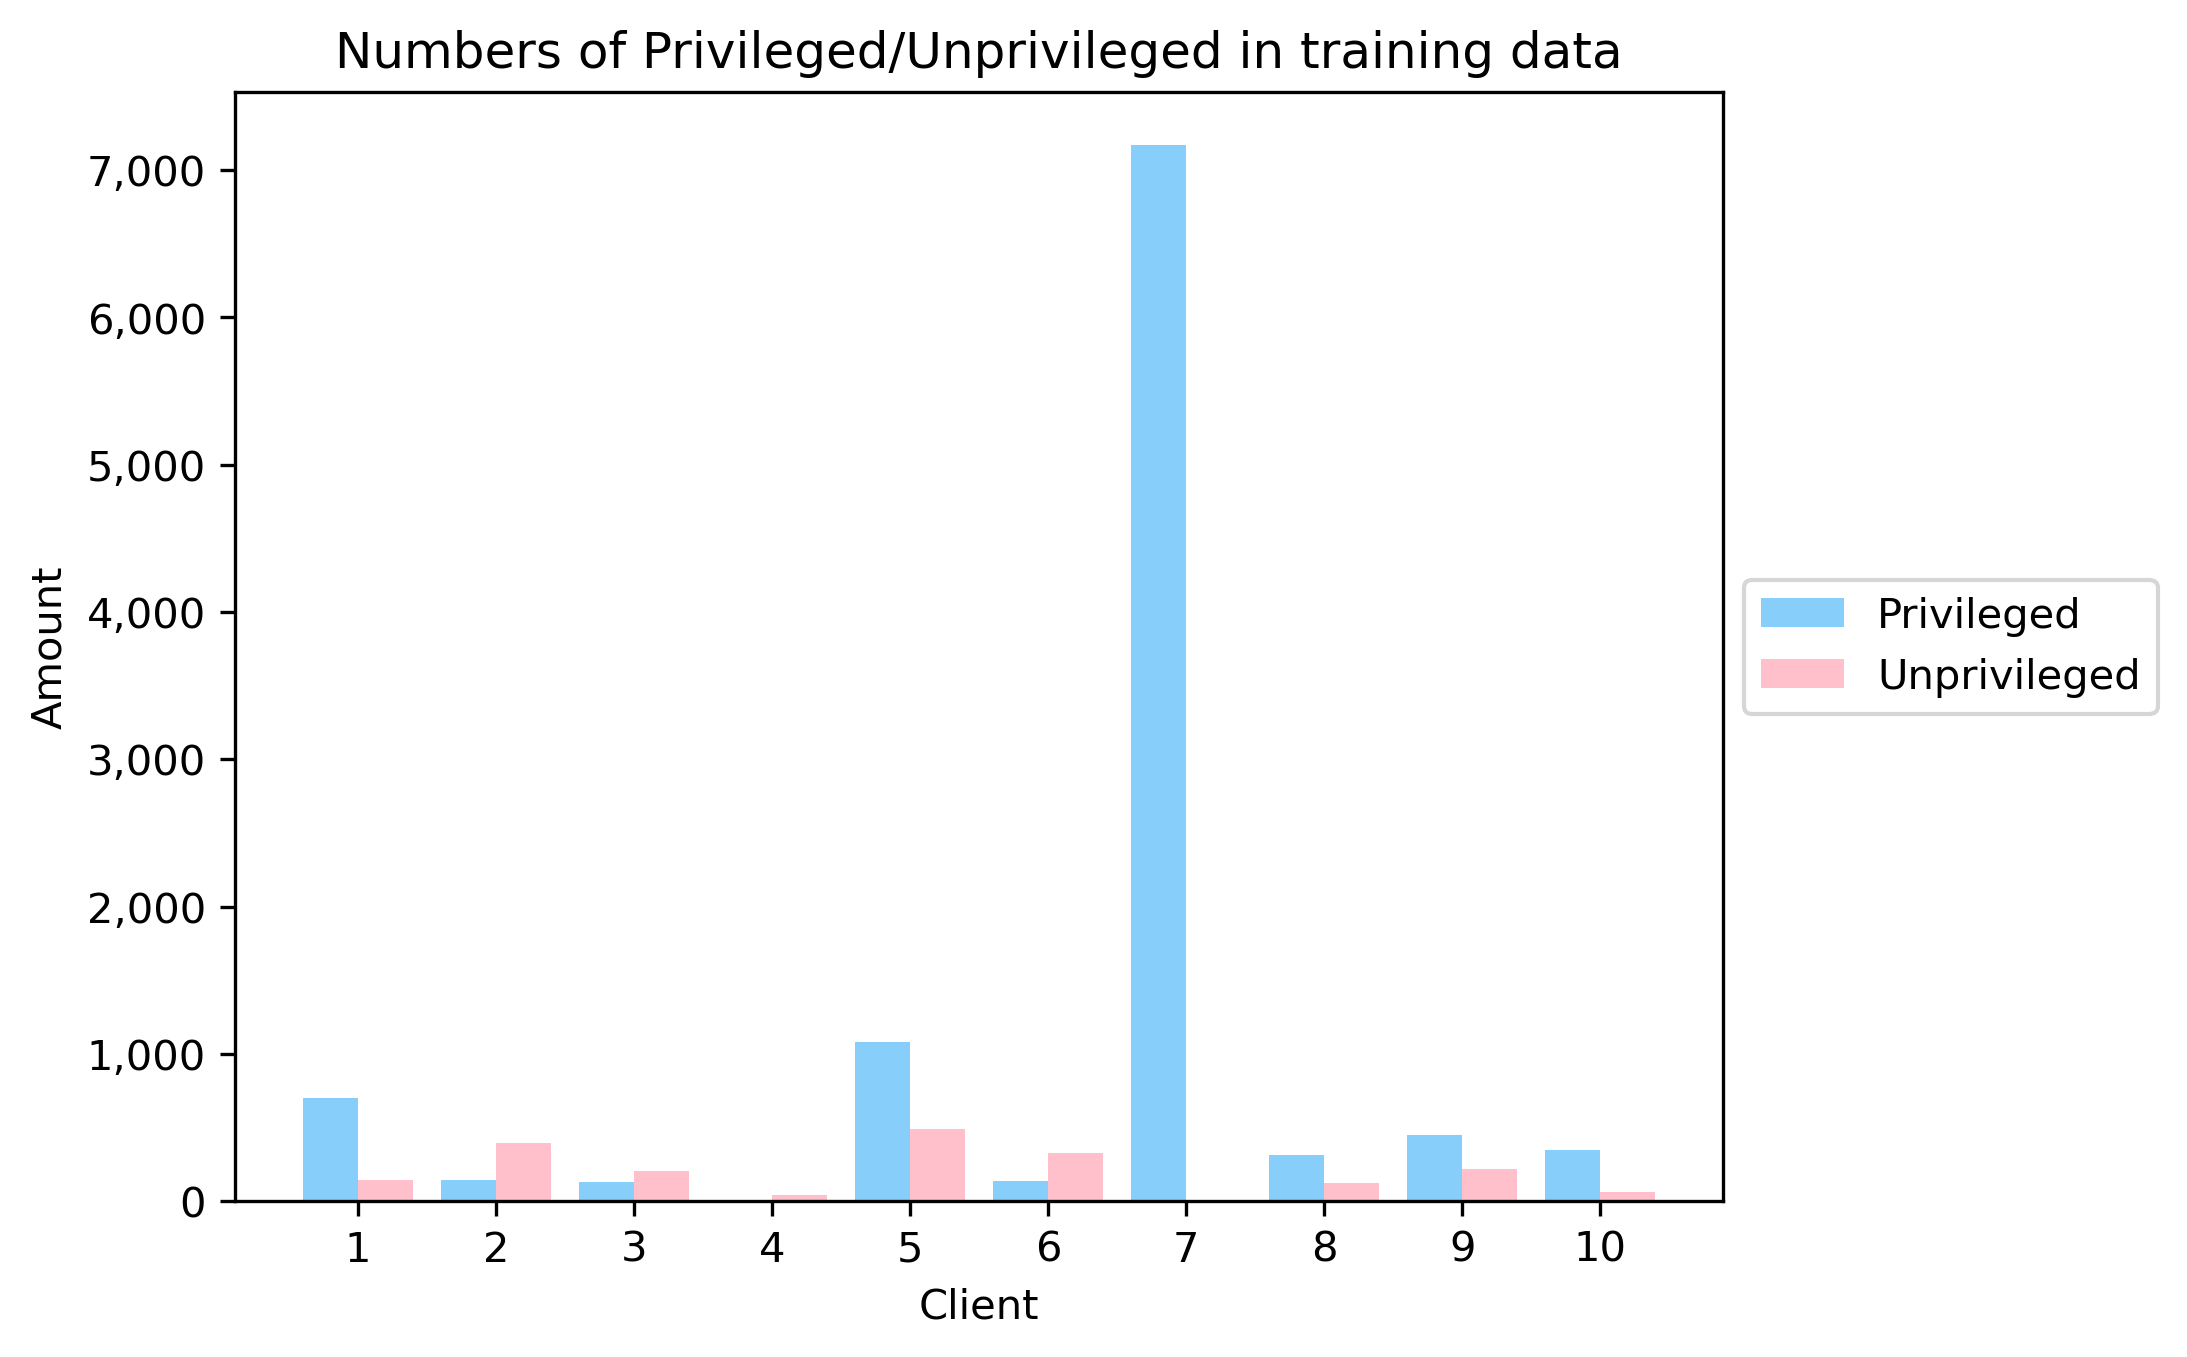 Numbers of Privileged/Unprivileged in training data
7,000
6,000
5,000
4,000
3,000
2,000
1,000
0
Amount
1 2 3 4 5 6 7 8 9 10
Client
Privileged
Unprivileged